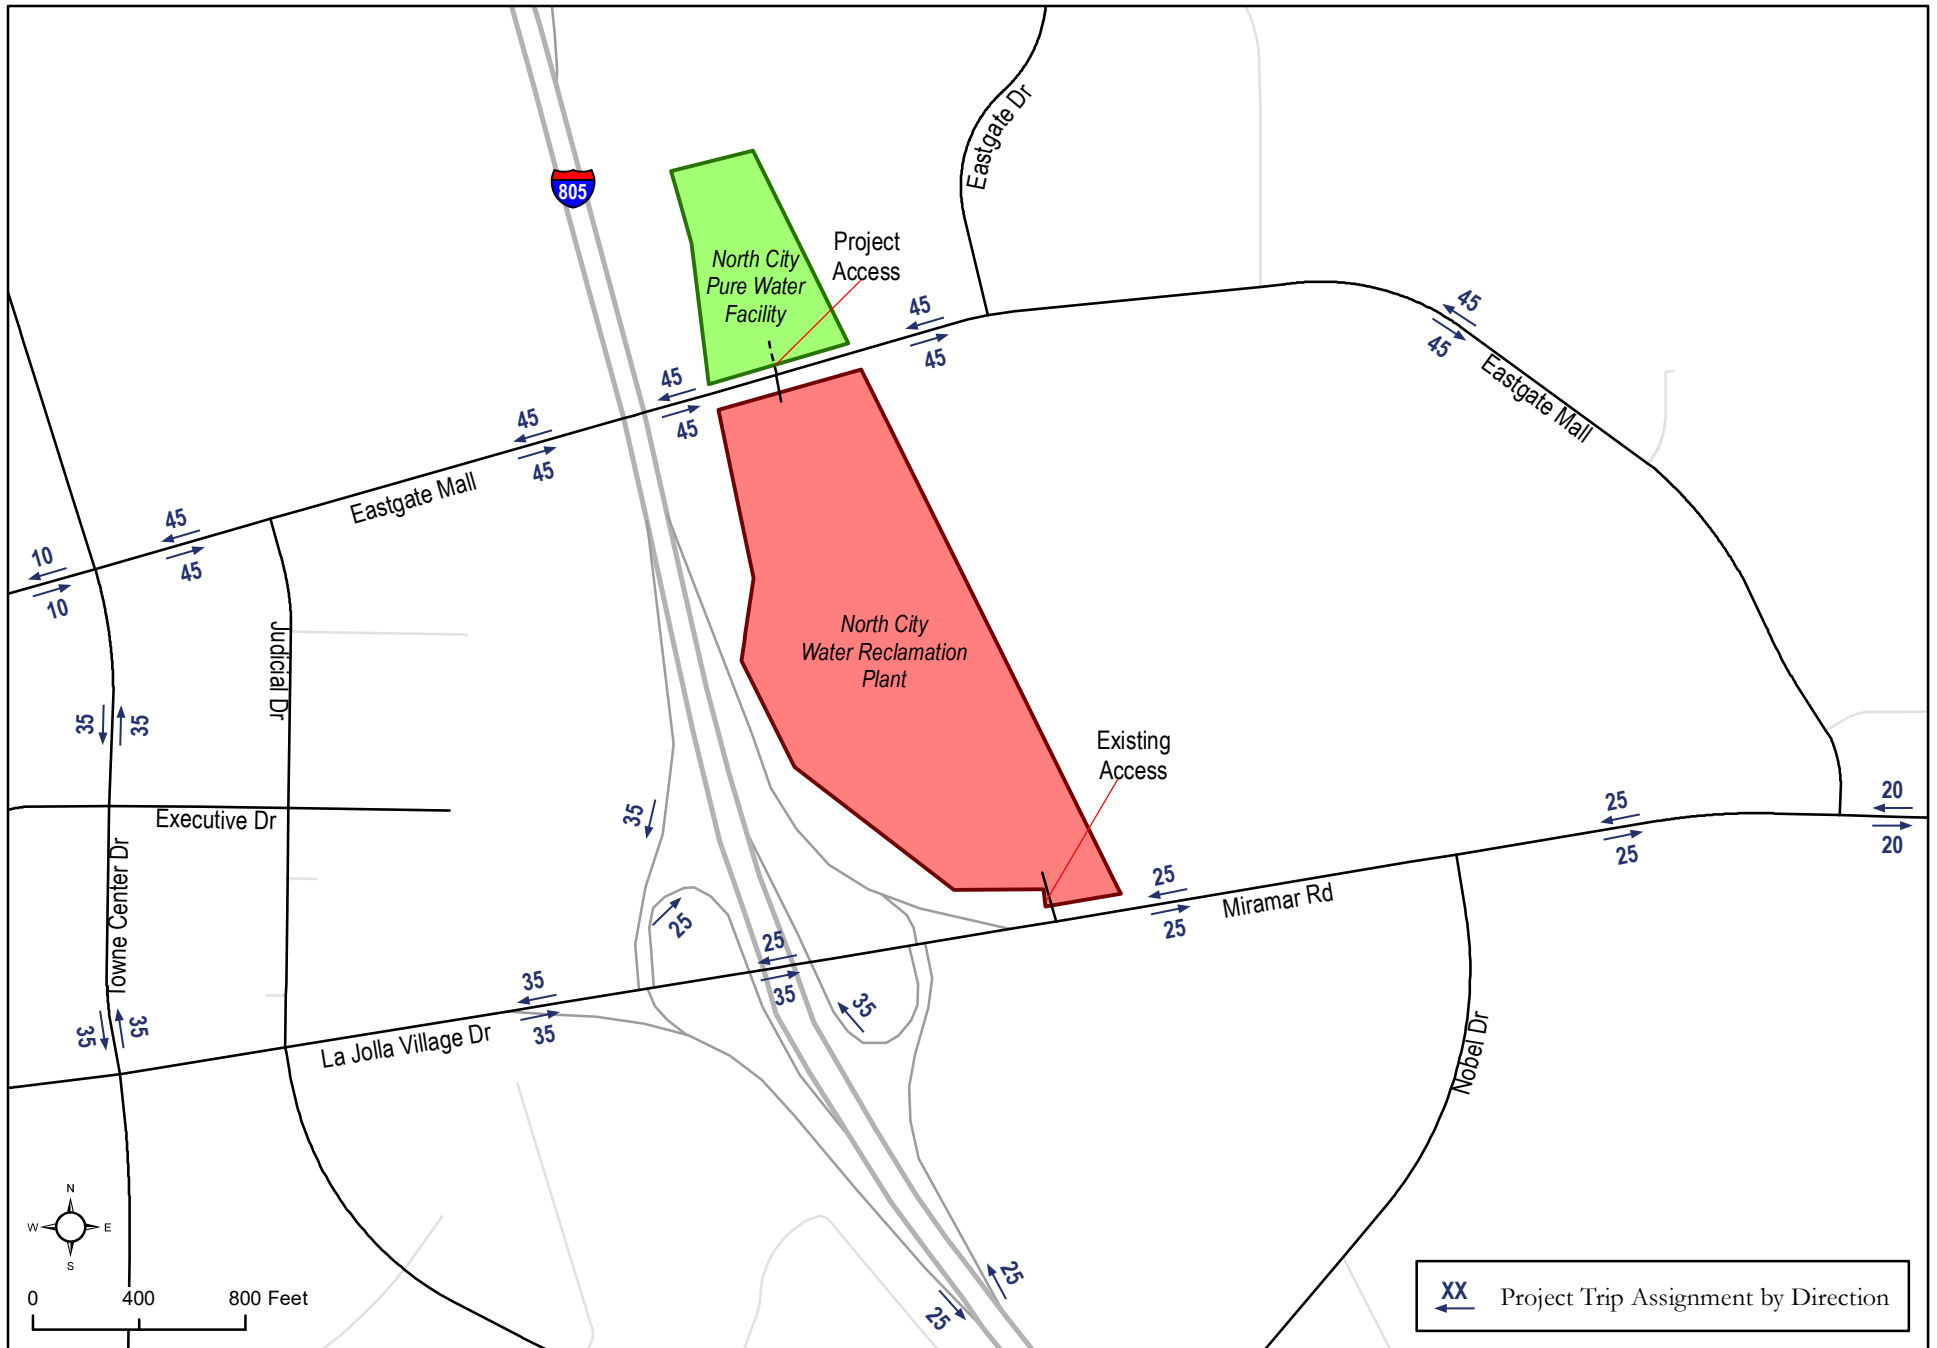 Eastgate Dr
805
Project
Access
North City
Pure Water
Facility
45
45
45
45
45
45
Eastgate Mall
45
45
45
45
Eastgate Mall
45
45
10
10
Judicial Dr
North City
Water Reclamation
Plant
35
35
Existing
Access
Executive Dr
35
25
25
20
20
Towne Center Dr
25
25
Miramar Rd
25
25
35
35
35
35
35
35
La Jolla Village Dr
Nobel Dr
25
25
N
W
E
S
0
400
800 Feet
XX
Project Trip Assignment by Direction